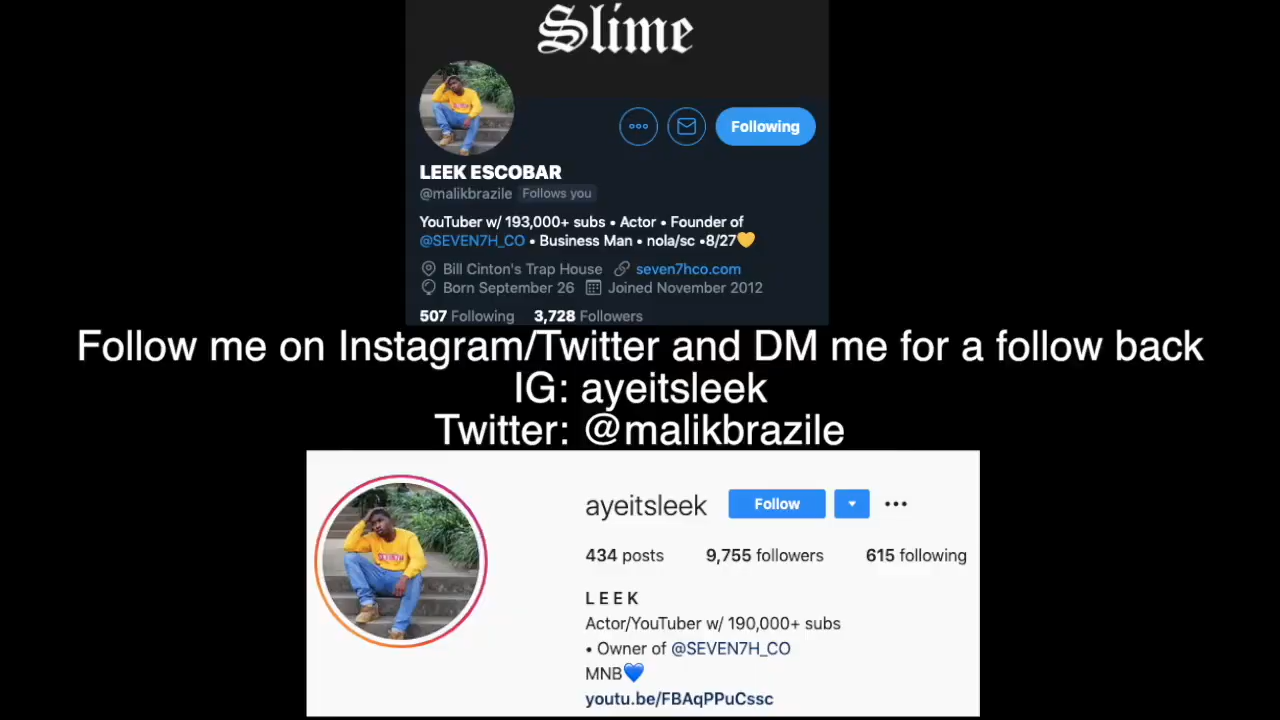 Slime
Following
LEEK ESCOBAR
@malikbrazile Follows you
YouTuber w/ 193,000+ subs • Actor • Founder of
@SEVEN7H_CO • Business Man • nola/sc •8/27💛
Bill Cinton's Trap House seven7hco.com
Born September 26 Joined November 2012
507 Following 3,728 Followers
Follow me on Instagram/Twitter and DM me for a follow back
IG: ayeitsleek
Twitter: @malikbrazile
ayeitsleek Follow
434 posts 9,755 followers 615 following
L E E K
Actor/YouTuber w/ 190,000+ subs
• Owner of @SEVEN7H_CO
MNB💙
youtu.be/FBAqPPuCssc